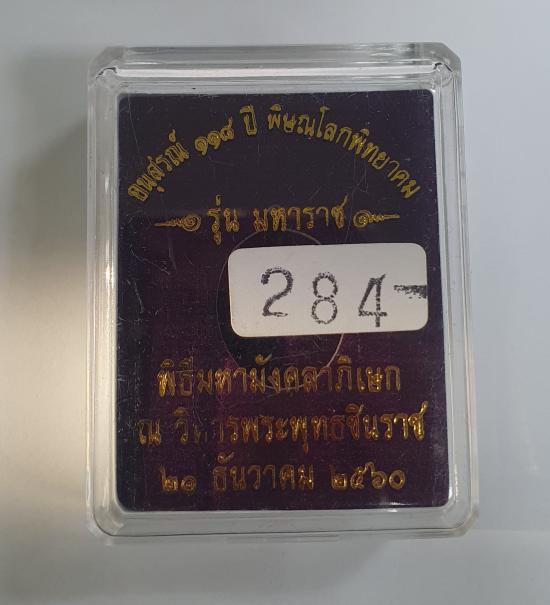 อนุสรณ์ ๑๑๘ ปี พิษณุโลกพิทยาคม
รุ่น มหาราช
284
พิธีมหามังคลาภิเษก
ณ วิหารพระพุทธชินราช
๒๑ ธันวาคม ๒๕๖๐